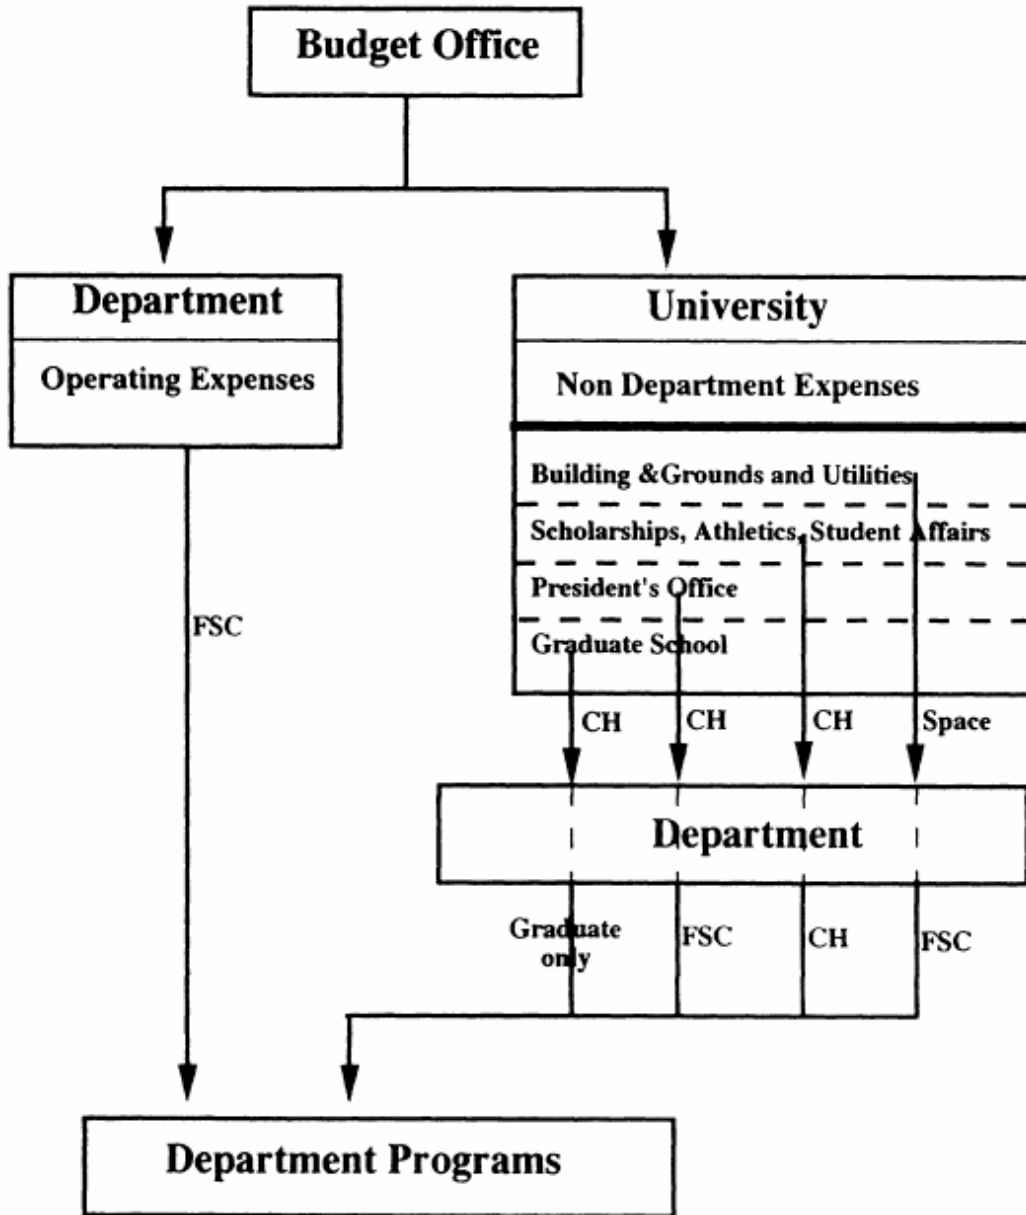 Budget Office
Department
Operating Expenses
University
Non Department Expenses
Building &Grounds and Utilities
Scholarships, Athletics, Student Affairs
President's Office
Graduate School
FSC
CH
CH
CH
Space
Department
Graduate
only
FSC
CH
FSC
Department Programs